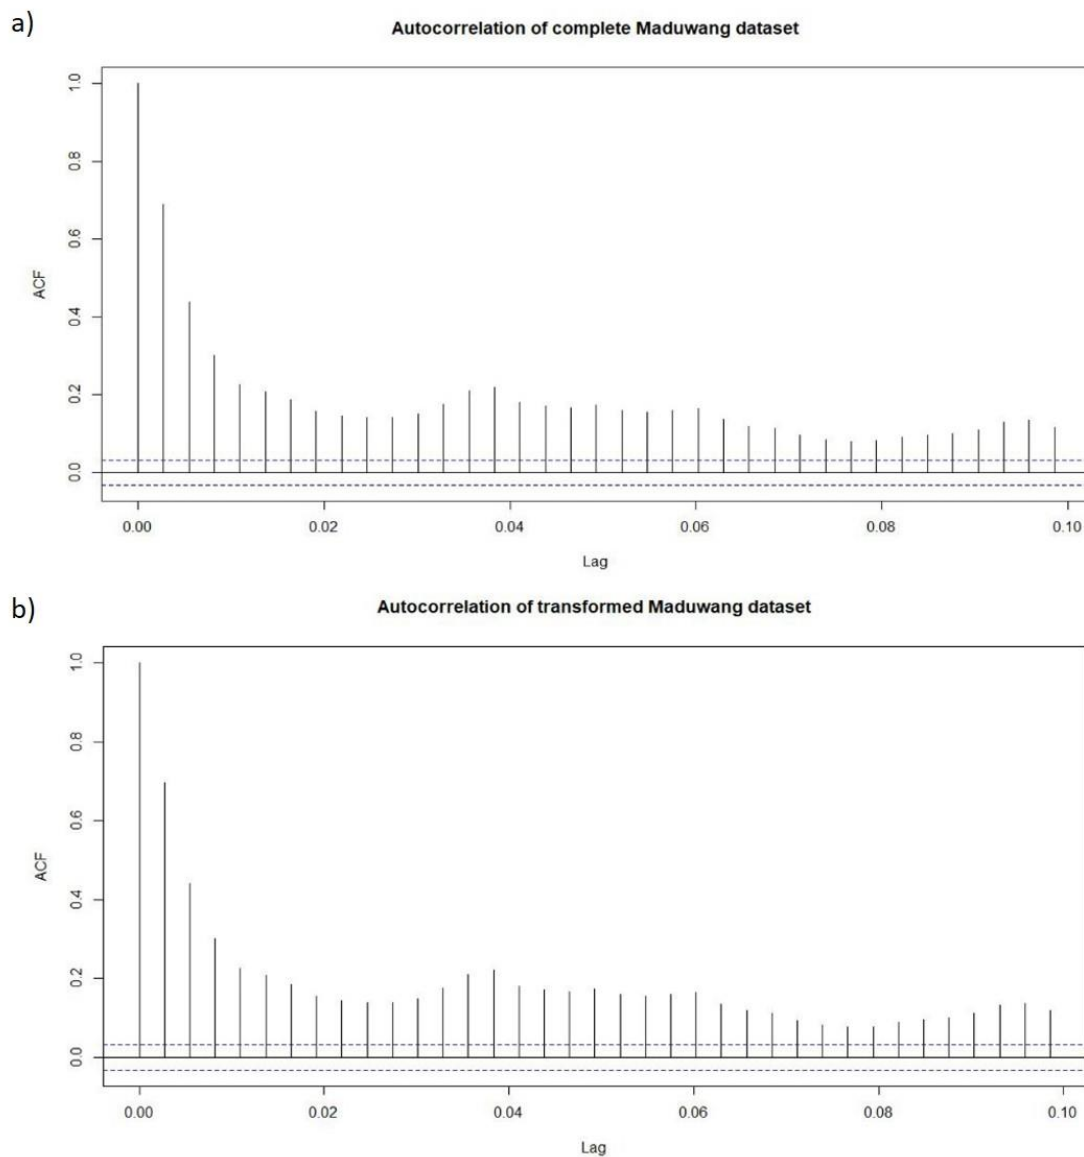 a)
Autocorrelation of complete Maduwang dataset
1.0
0.8
0.6
0.4
0.2
0.0
ACF
0.00 0.02 0.04 0.06 0.08 0.10
Lag
b)
Autocorrelation of transformed Maduwang dataset
1.0
0.8
0.6
0.4
0.2
0.0
ACF
0.00 0.02 0.04 0.06 0.08 0.10
Lag